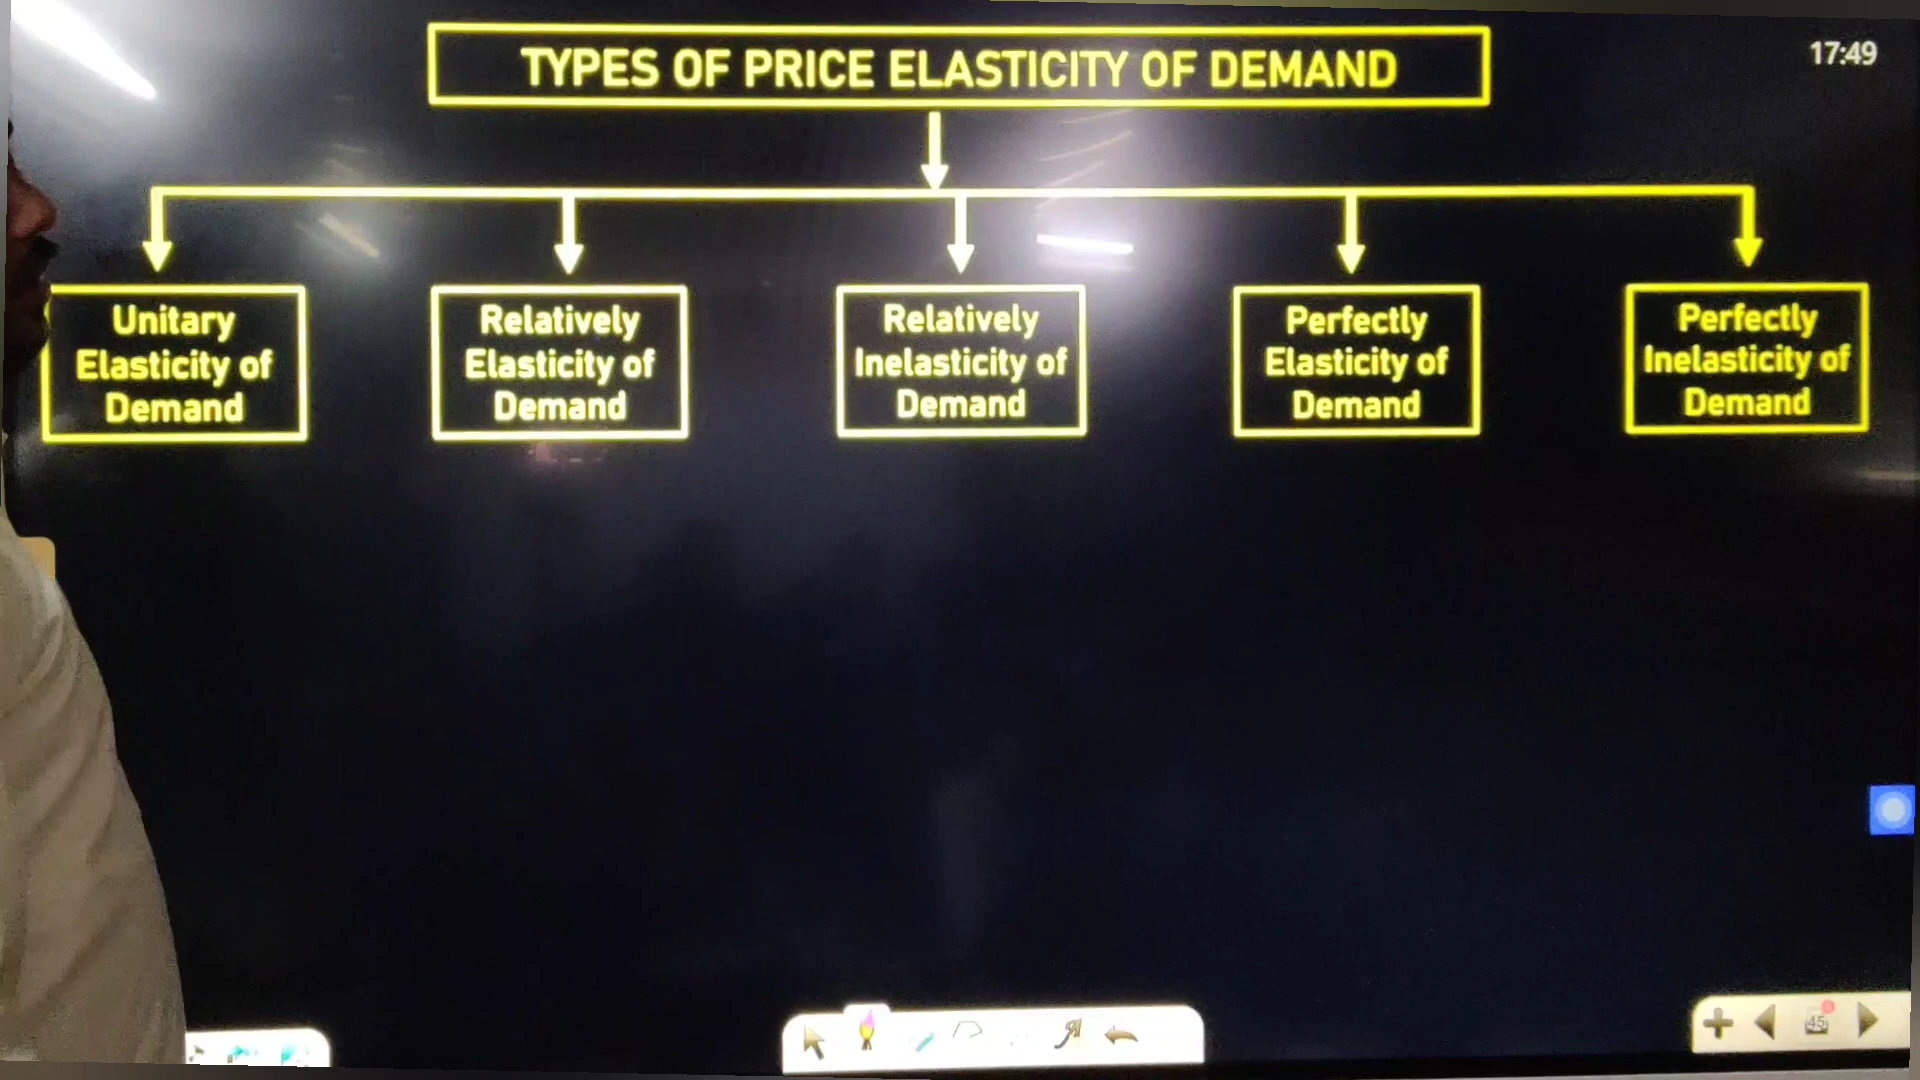 TYPES OF PRICE ELASTICITY OF DEMAND
17:49
Unitary
Elasticity of
Demand
Relatively
Elasticity of
Demand
Relatively
Inelasticity of
Demand
Perfectly
Elasticity of
Demand
Perfectly
Inelasticity of
Demand
45